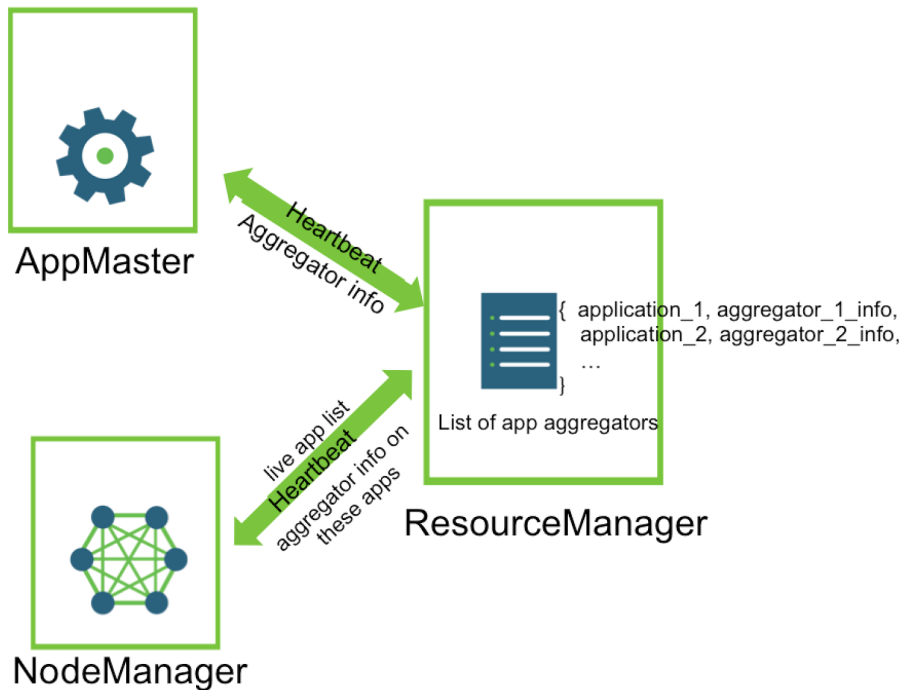 AppMaster
Heartbeat
Aggregator info
{ application_1, aggregator_1_info,
application_2, aggregator_2_info,
…
}
List of app aggregators
ResourceManager
live app list
Heartbeat
aggregator info on
these apps
NodeManager